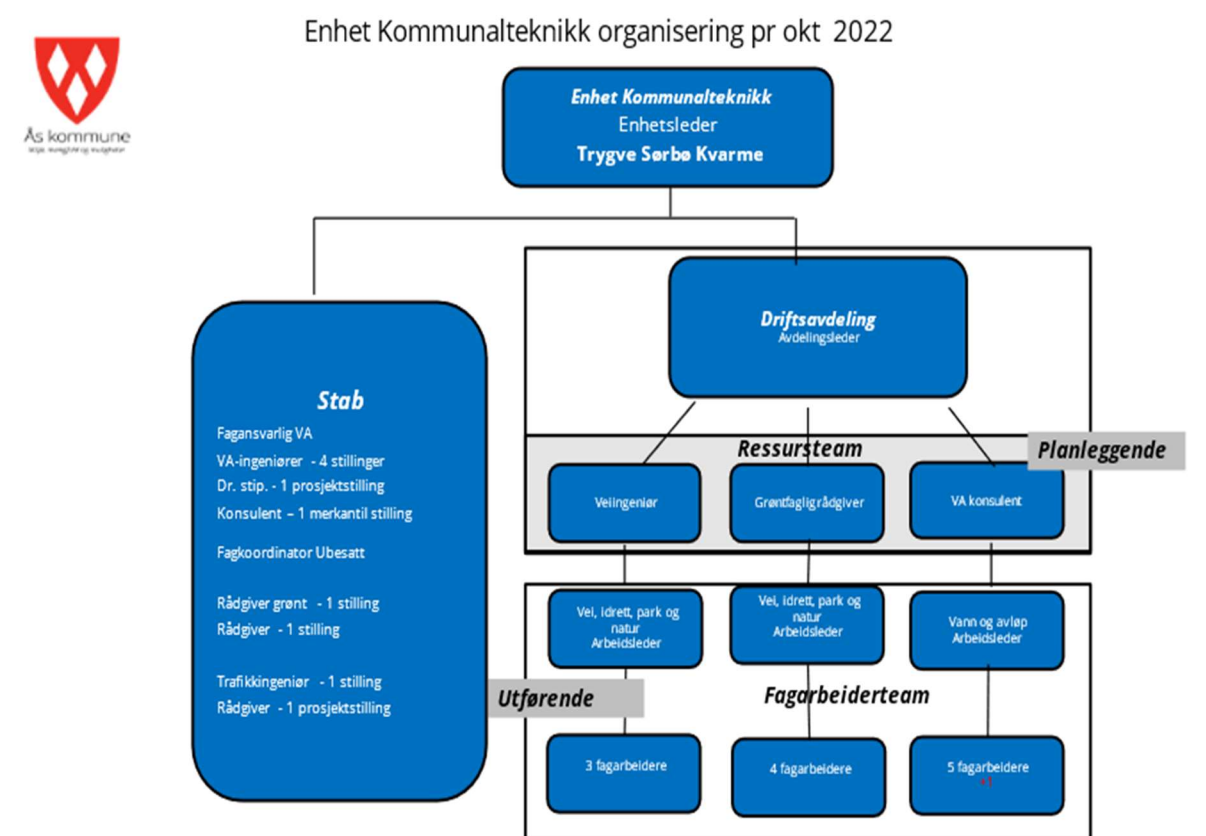 Enhet Kommunalteknikk organisering pr okt 2022
Ås kommune
Enhet Kommunalteknikk
Enhetsleder
Trygve Sørbø Kvarme
Driftsavdeling
Avdelingsleder
Stab
Fagansvarlig VA
VA-ingeniører - 4 stillinger
Dr. stip. - 1 prosjektstilling
Konsulent – 1 merkantil stilling
Fagkoordinator Ubesatt
Rådgiver grønt - 1 stilling
Rådgiver - 1 stilling
Trafikkingeniør - 1 stilling
Rådgiver - 1 prosjektstilling
Ressursteam
Planleggende
Veiingeniør
Grøntfaglig rådgiver
VA konsulent
Vei, idrett, park og
natur
Arbeidsleder
Vei, idrett, park og
natur
Arbeidsleder
Vann og avløp
Arbeidsleder
Utførende
Fagarbeiderteam
3 fagarbeidere
4 fagarbeidere
5 fagarbeidere
+1